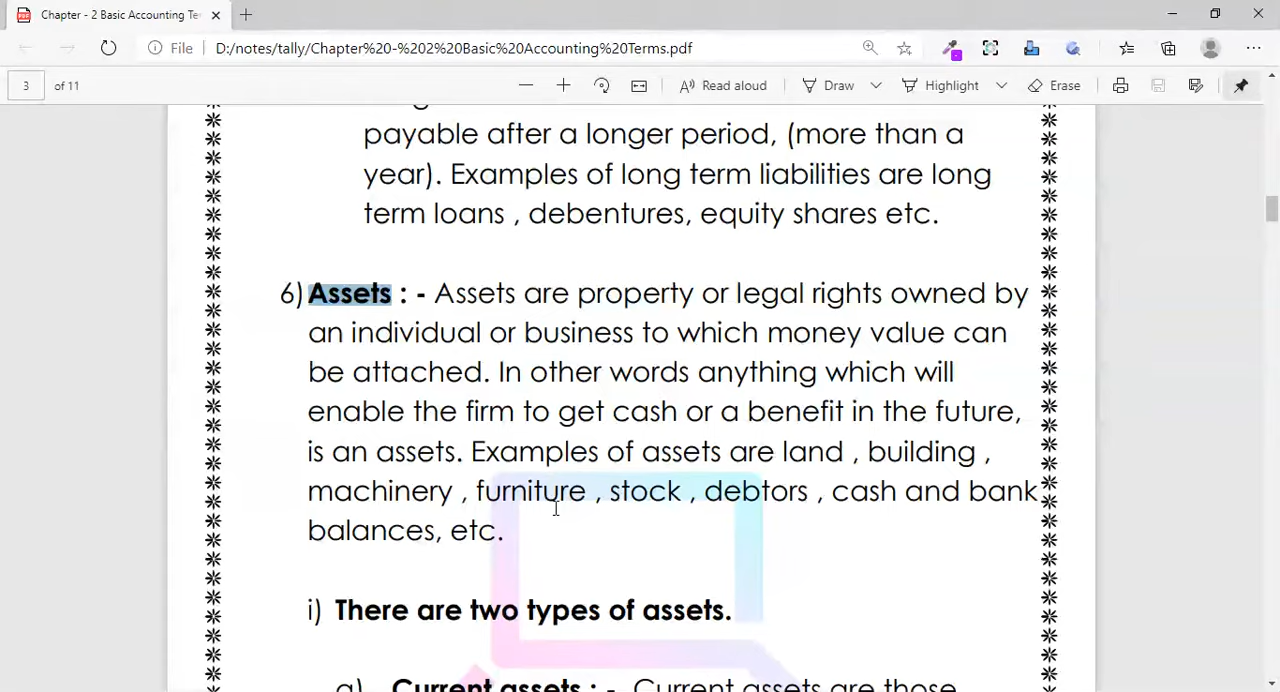 Chapter - 2 Basic Accounting Te
File D:/notes/tally/Chapter%20-%202%20Basic%20Accounting%20Terms.pdf
3 of 11 Read aloud Draw Highlight Erase
payable after a longer period, (more than a
year). Examples of long term liabilities are long
term loans , debentures, equity shares etc.
6) Assets : - Assets are property or legal rights owned by
an individual or business to which money value can
be attached. In other words anything which will
enable the firm to get cash or a benefit in the future,
is an assets. Examples of assets are land , building ,
machinery , furniture , stock , debtors , cash and bank
balances, etc.
i) There are two types of assets.
a) Current assets : - Current assets are those